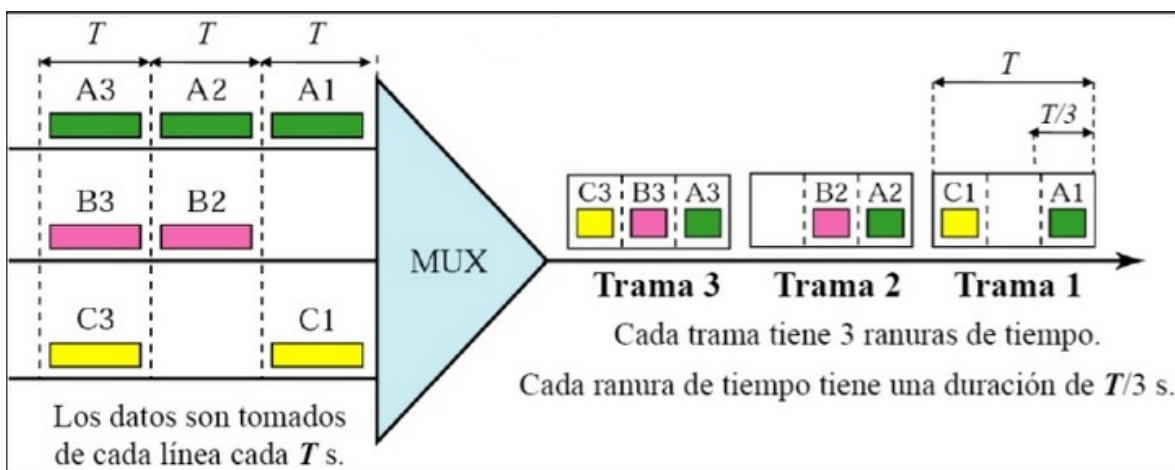 T T T
A3 A2 A1
B3 B2
C3 C1
MUX
T
T/3
C3 B3 A3 B2 A2 C1 A1
Trama 3 Trama 2 Trama 1
Cada trama tiene 3 ranuras de tiempo.
Cada ranura de tiempo tiene una duración de T/3 s.
Los datos son tomados
de cada línea cada T s.